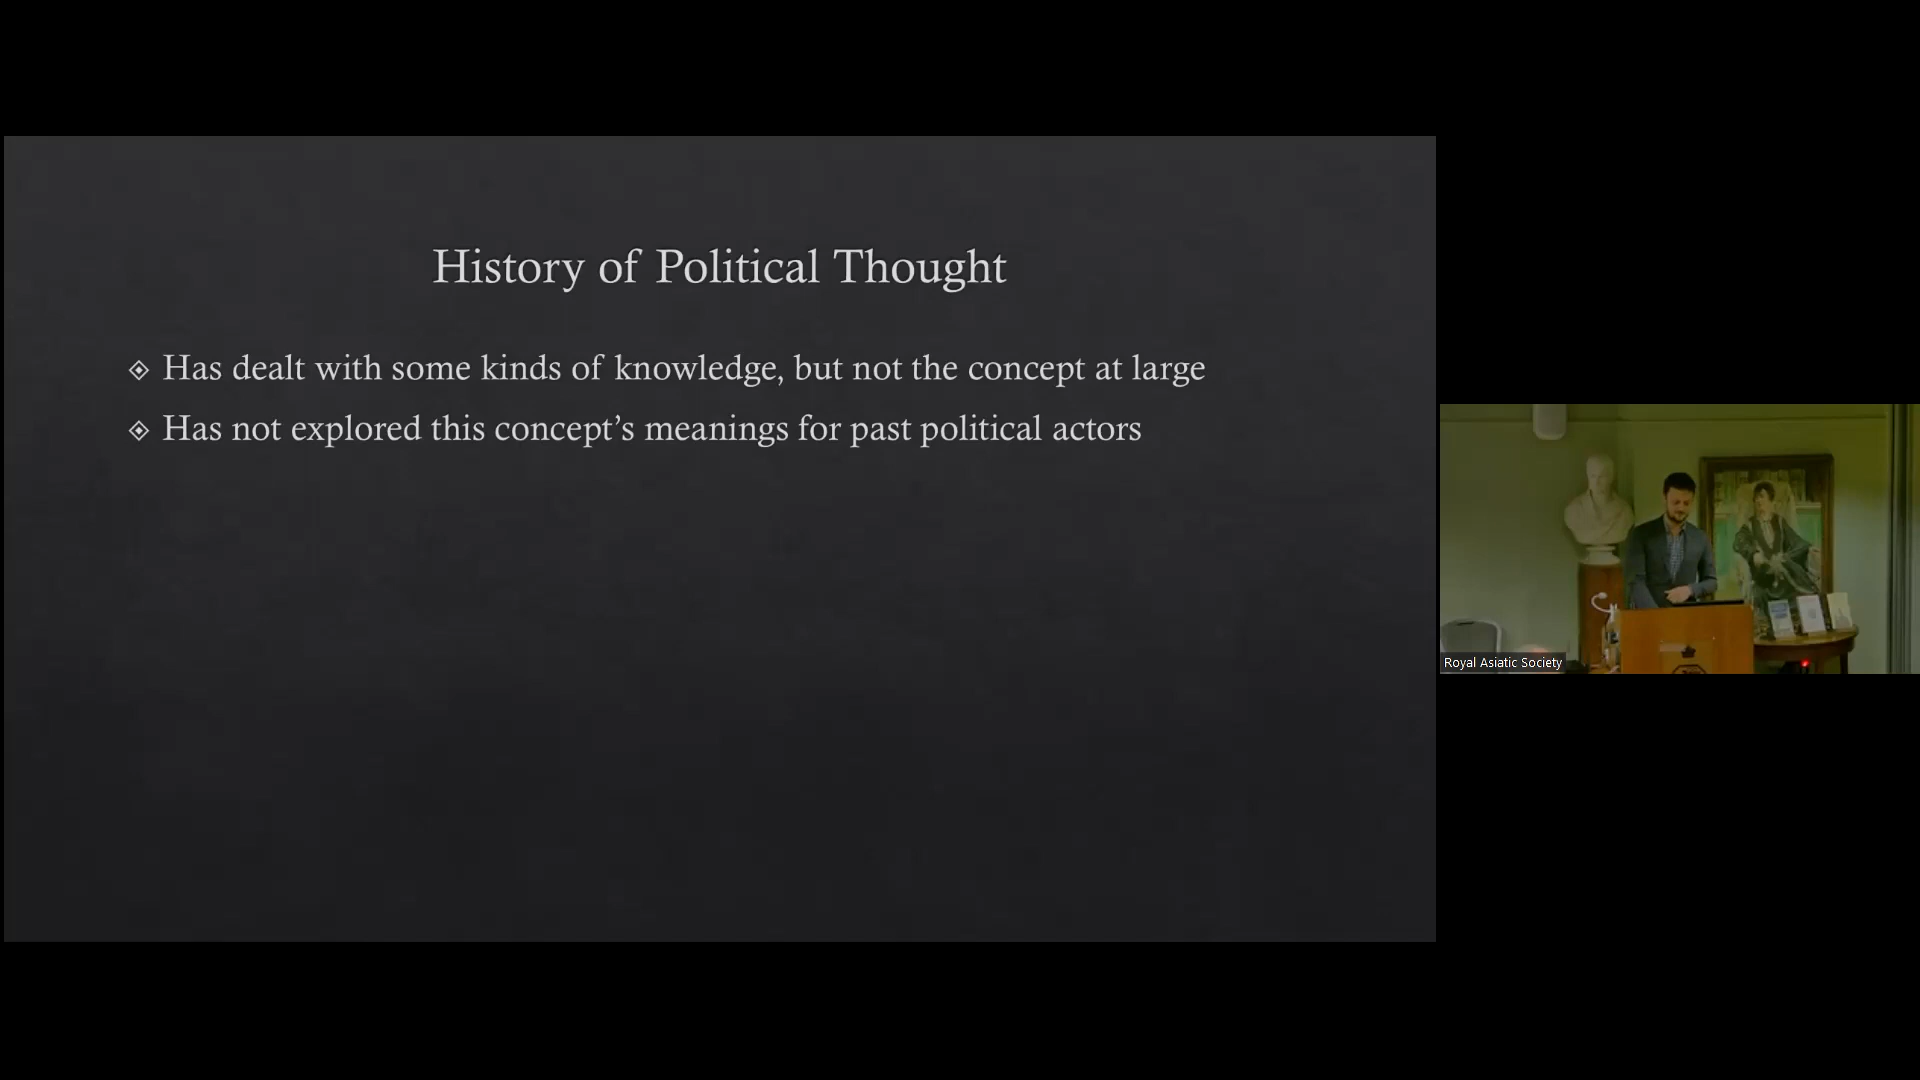 History of Political Thought
Has dealt with some kinds of knowledge, but not the concept at large
Has not explored this concept’s meanings for past political actors
Royal Asiatic Society